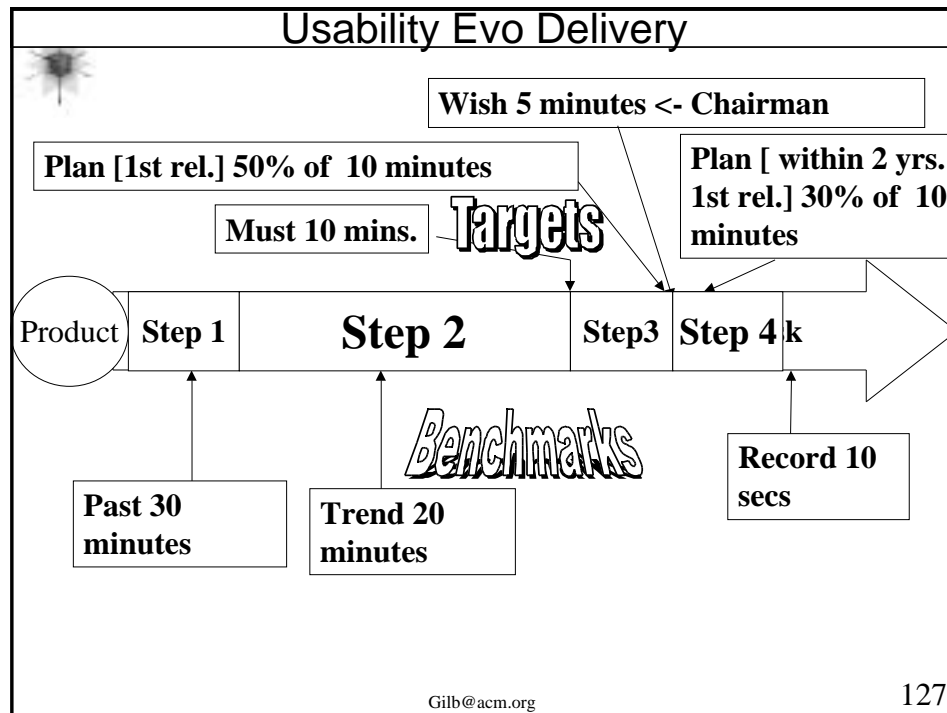 Usability Evo Delivery
Wish 5 minutes <- Chairman
Plan [1st rel.] 50% of 10 minutes
Plan [ within 2 yrs.
1st rel.] 30% of 10
minutes
Must 10 mins.
Targets
Product
Step 1
Step 2
Step3
Step 4
k
Benchmarks
Past 30
minutes
Trend 20
minutes
Record 10
secs
Gilb@acm.org
127